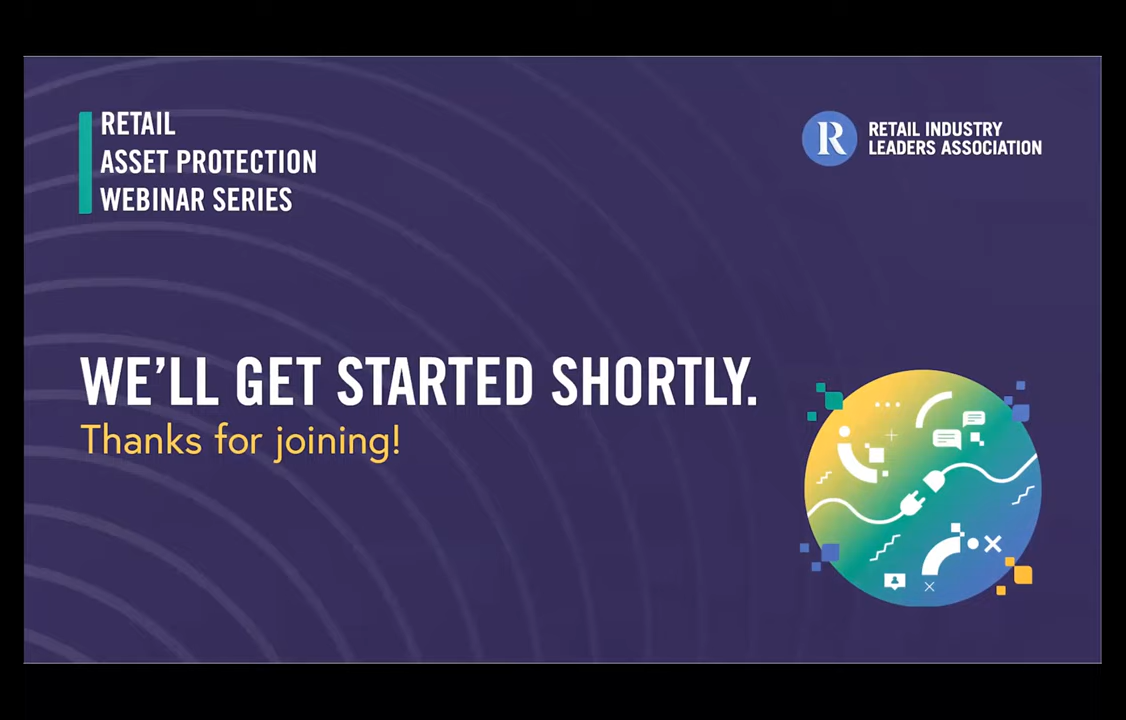 RETAIL
ASSET PROTECTION
WEBINAR SERIES
R
RETAIL INDUSTRY
LEADERS ASSOCIATION
WE'LL GET STARTED SHORTLY.
Thanks for joining!